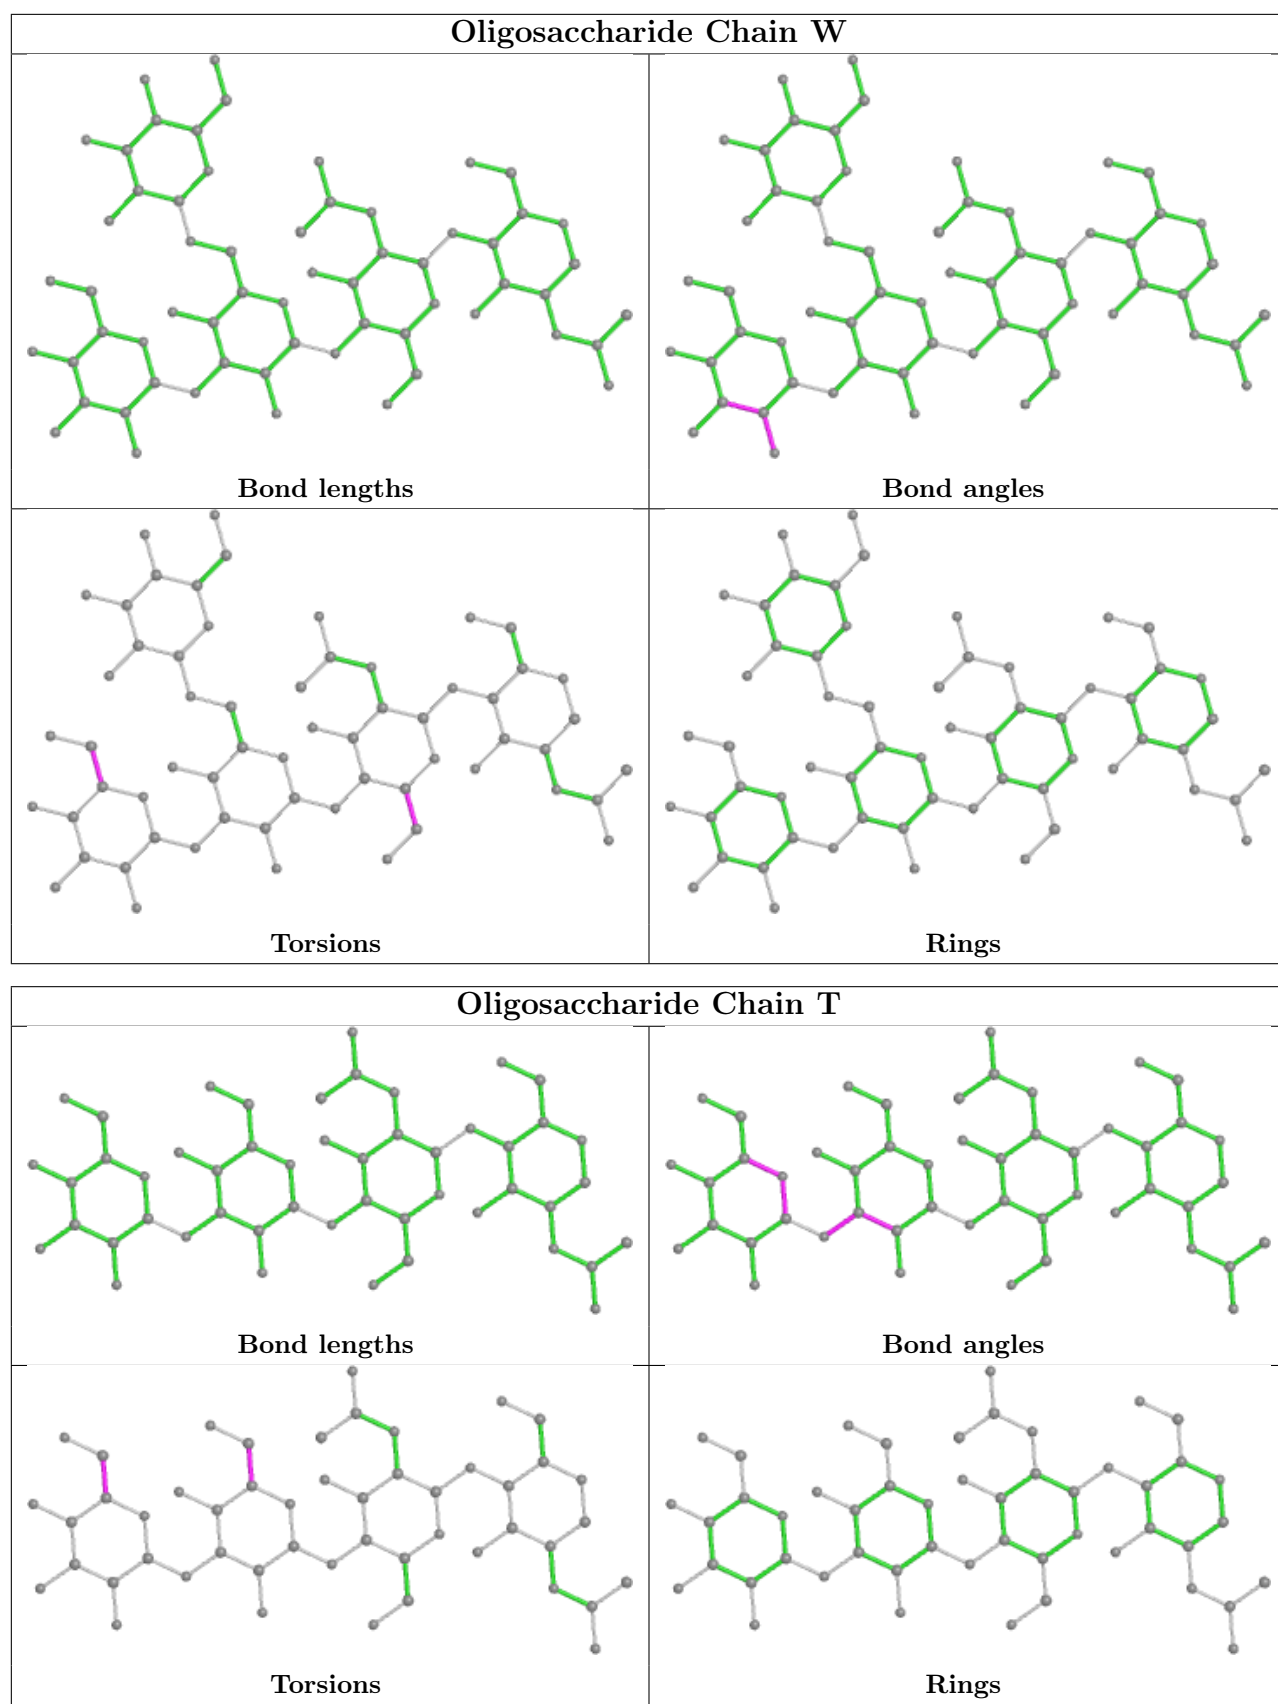 Oligosaccharide Chain W
Bond lengths
Bond angles
Torsions
Rings
Oligosaccharide Chain T
Bond lengths
Bond angles
Torsions
Rings